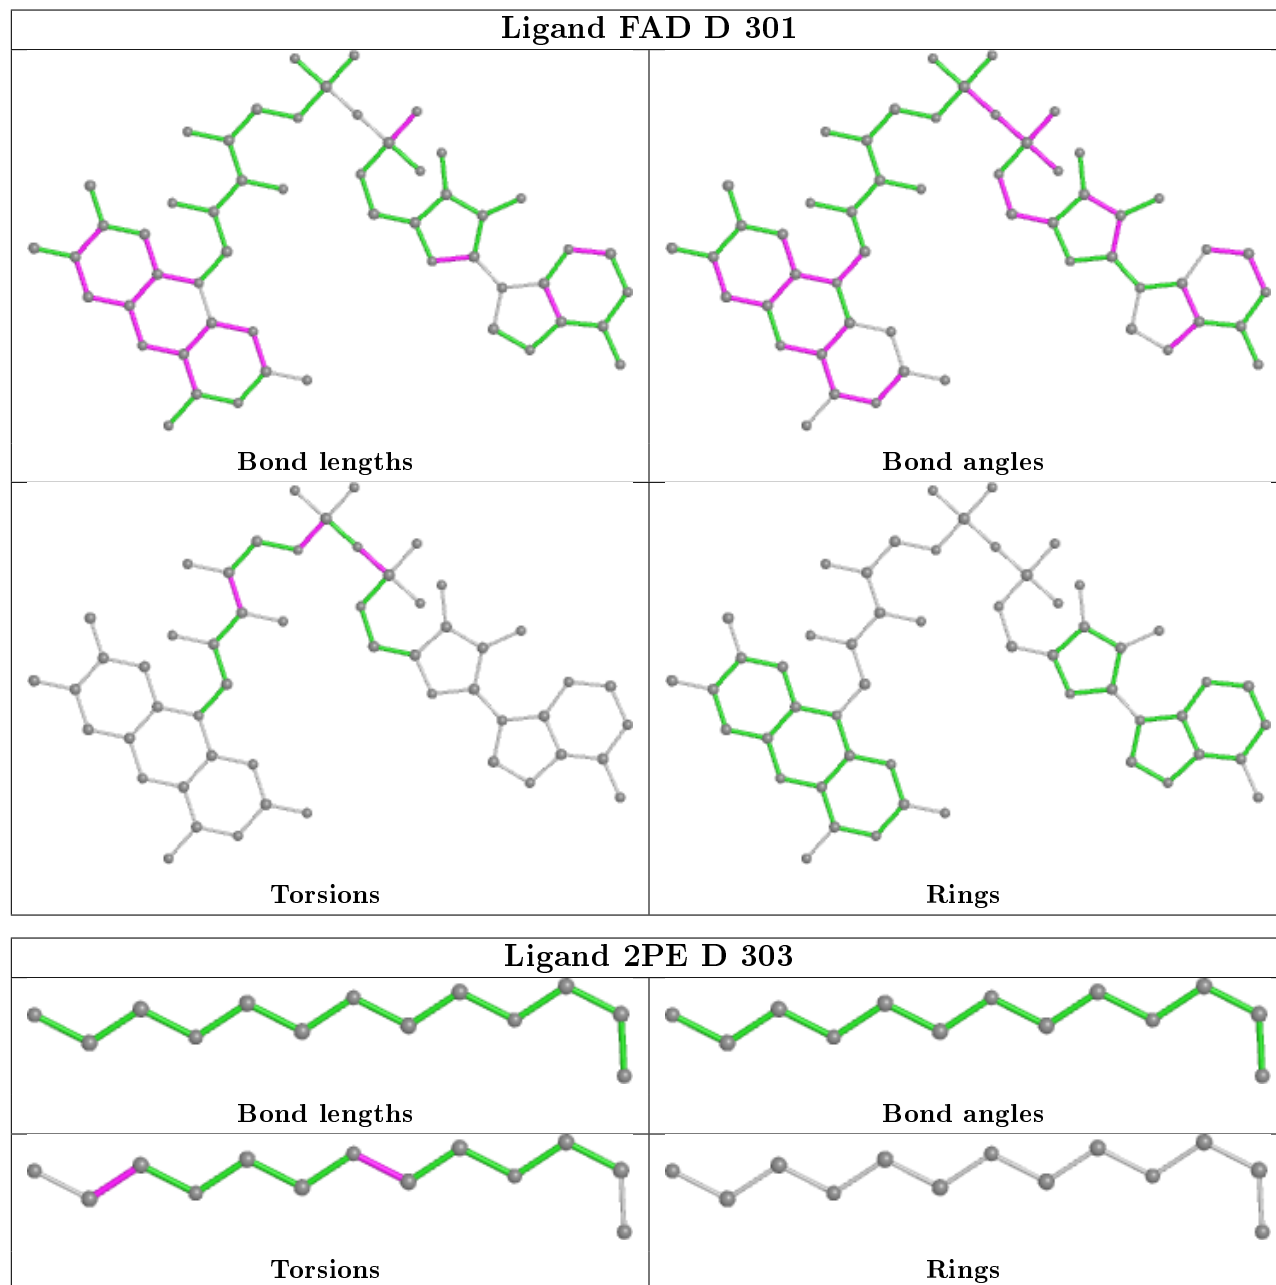 Ligand FAD D 301
Bond lengths
Bond angles
Torsions
Rings
Ligand 2PE D 303
Bond lengths
Bond angles
Torsions
Rings